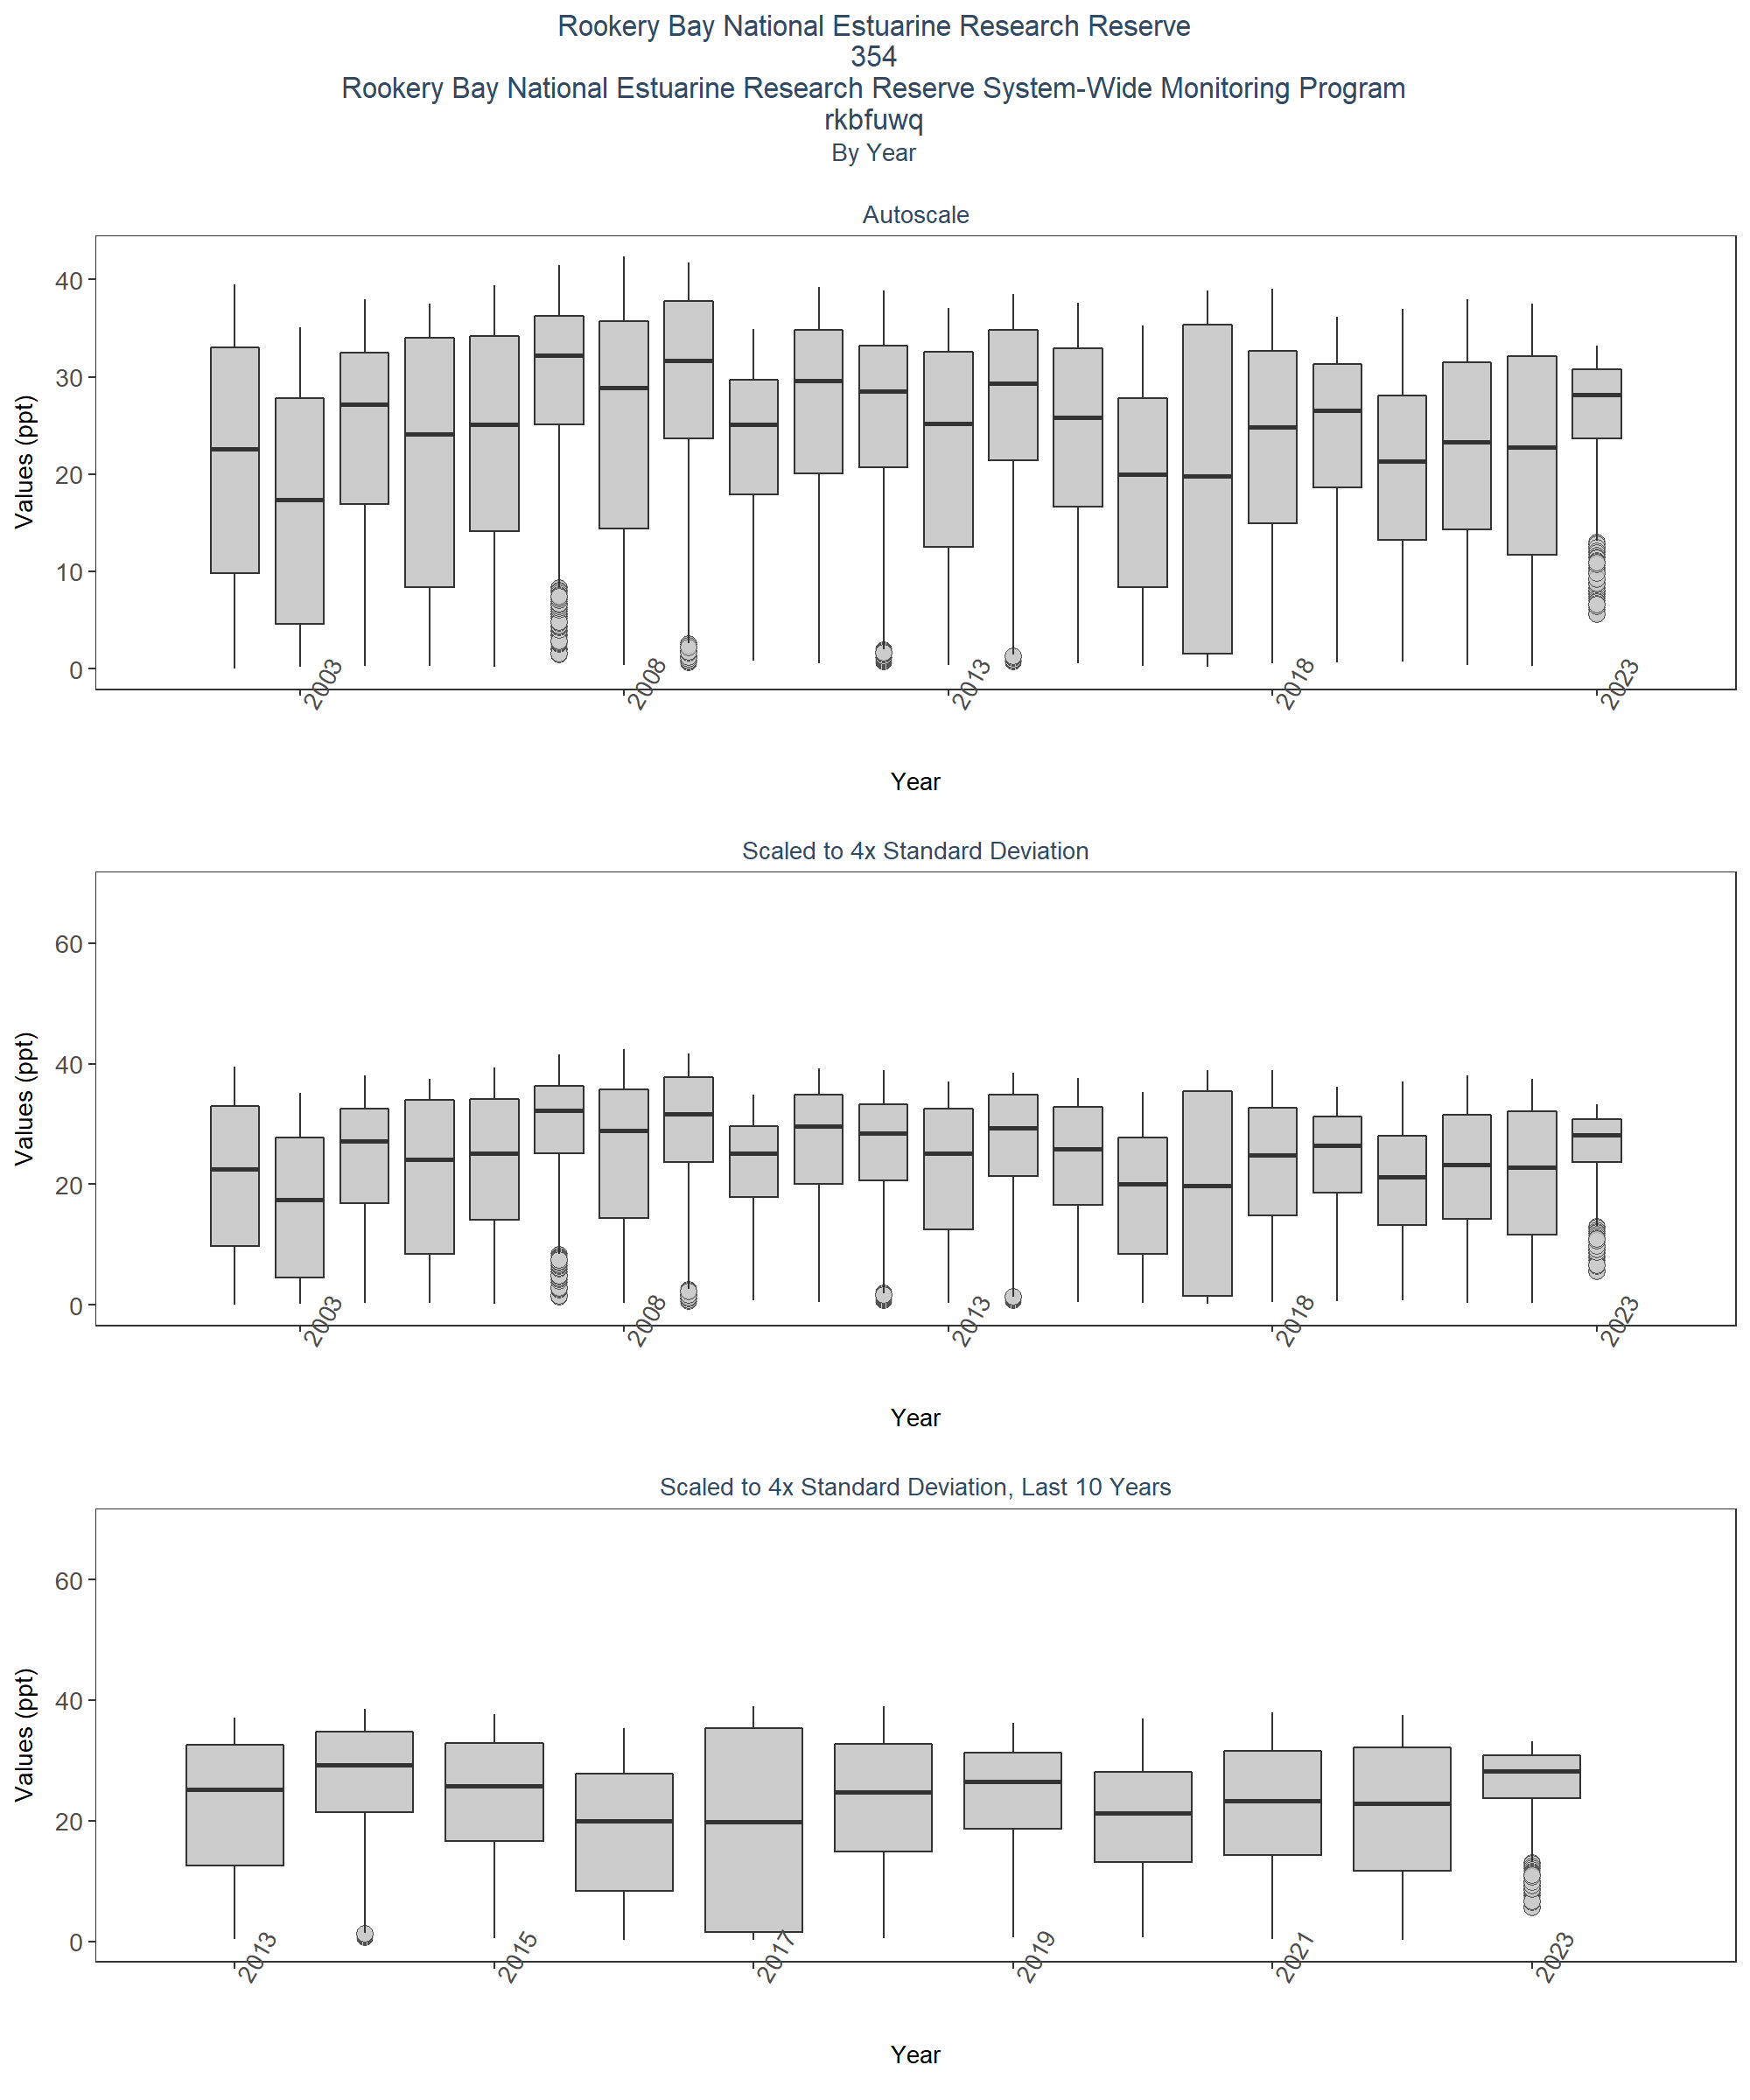 Rookery Bay National Estuarine Research Reserve
354
Rookery Bay National Estuarine Research Reserve System-Wide Monitoring Program
rkbfuwq
By Year
Autoscale
Values (ppt)
40
30
20
10
0
2003 2008 2013 2018 2023
Year
Scaled to 4x Standard Deviation
Values (ppt)
60
40
20
0
2003 2008 2013 2018 2023
Year
Scaled to 4x Standard Deviation, Last 10 Years
Values (ppt)
60
40
20
0
2013 2015 2017 2019 2021 2023
Year